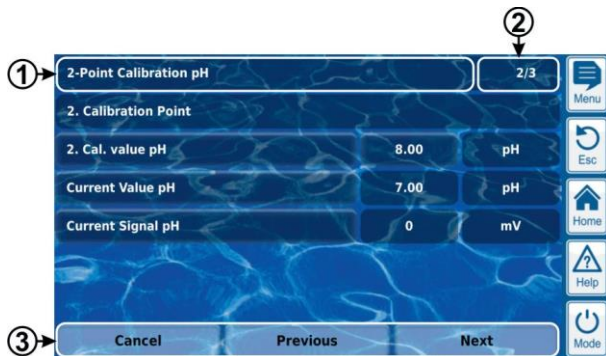 2
1
2-Point Calibration pH 2/3
Menu
2. Calibration Point
2. Cal. value pH 8.00 pH
Esc
Current Value pH 7.00 pH
Home
Current Signal pH 0 mV
Help
3
Cancel Previous Next
Mode